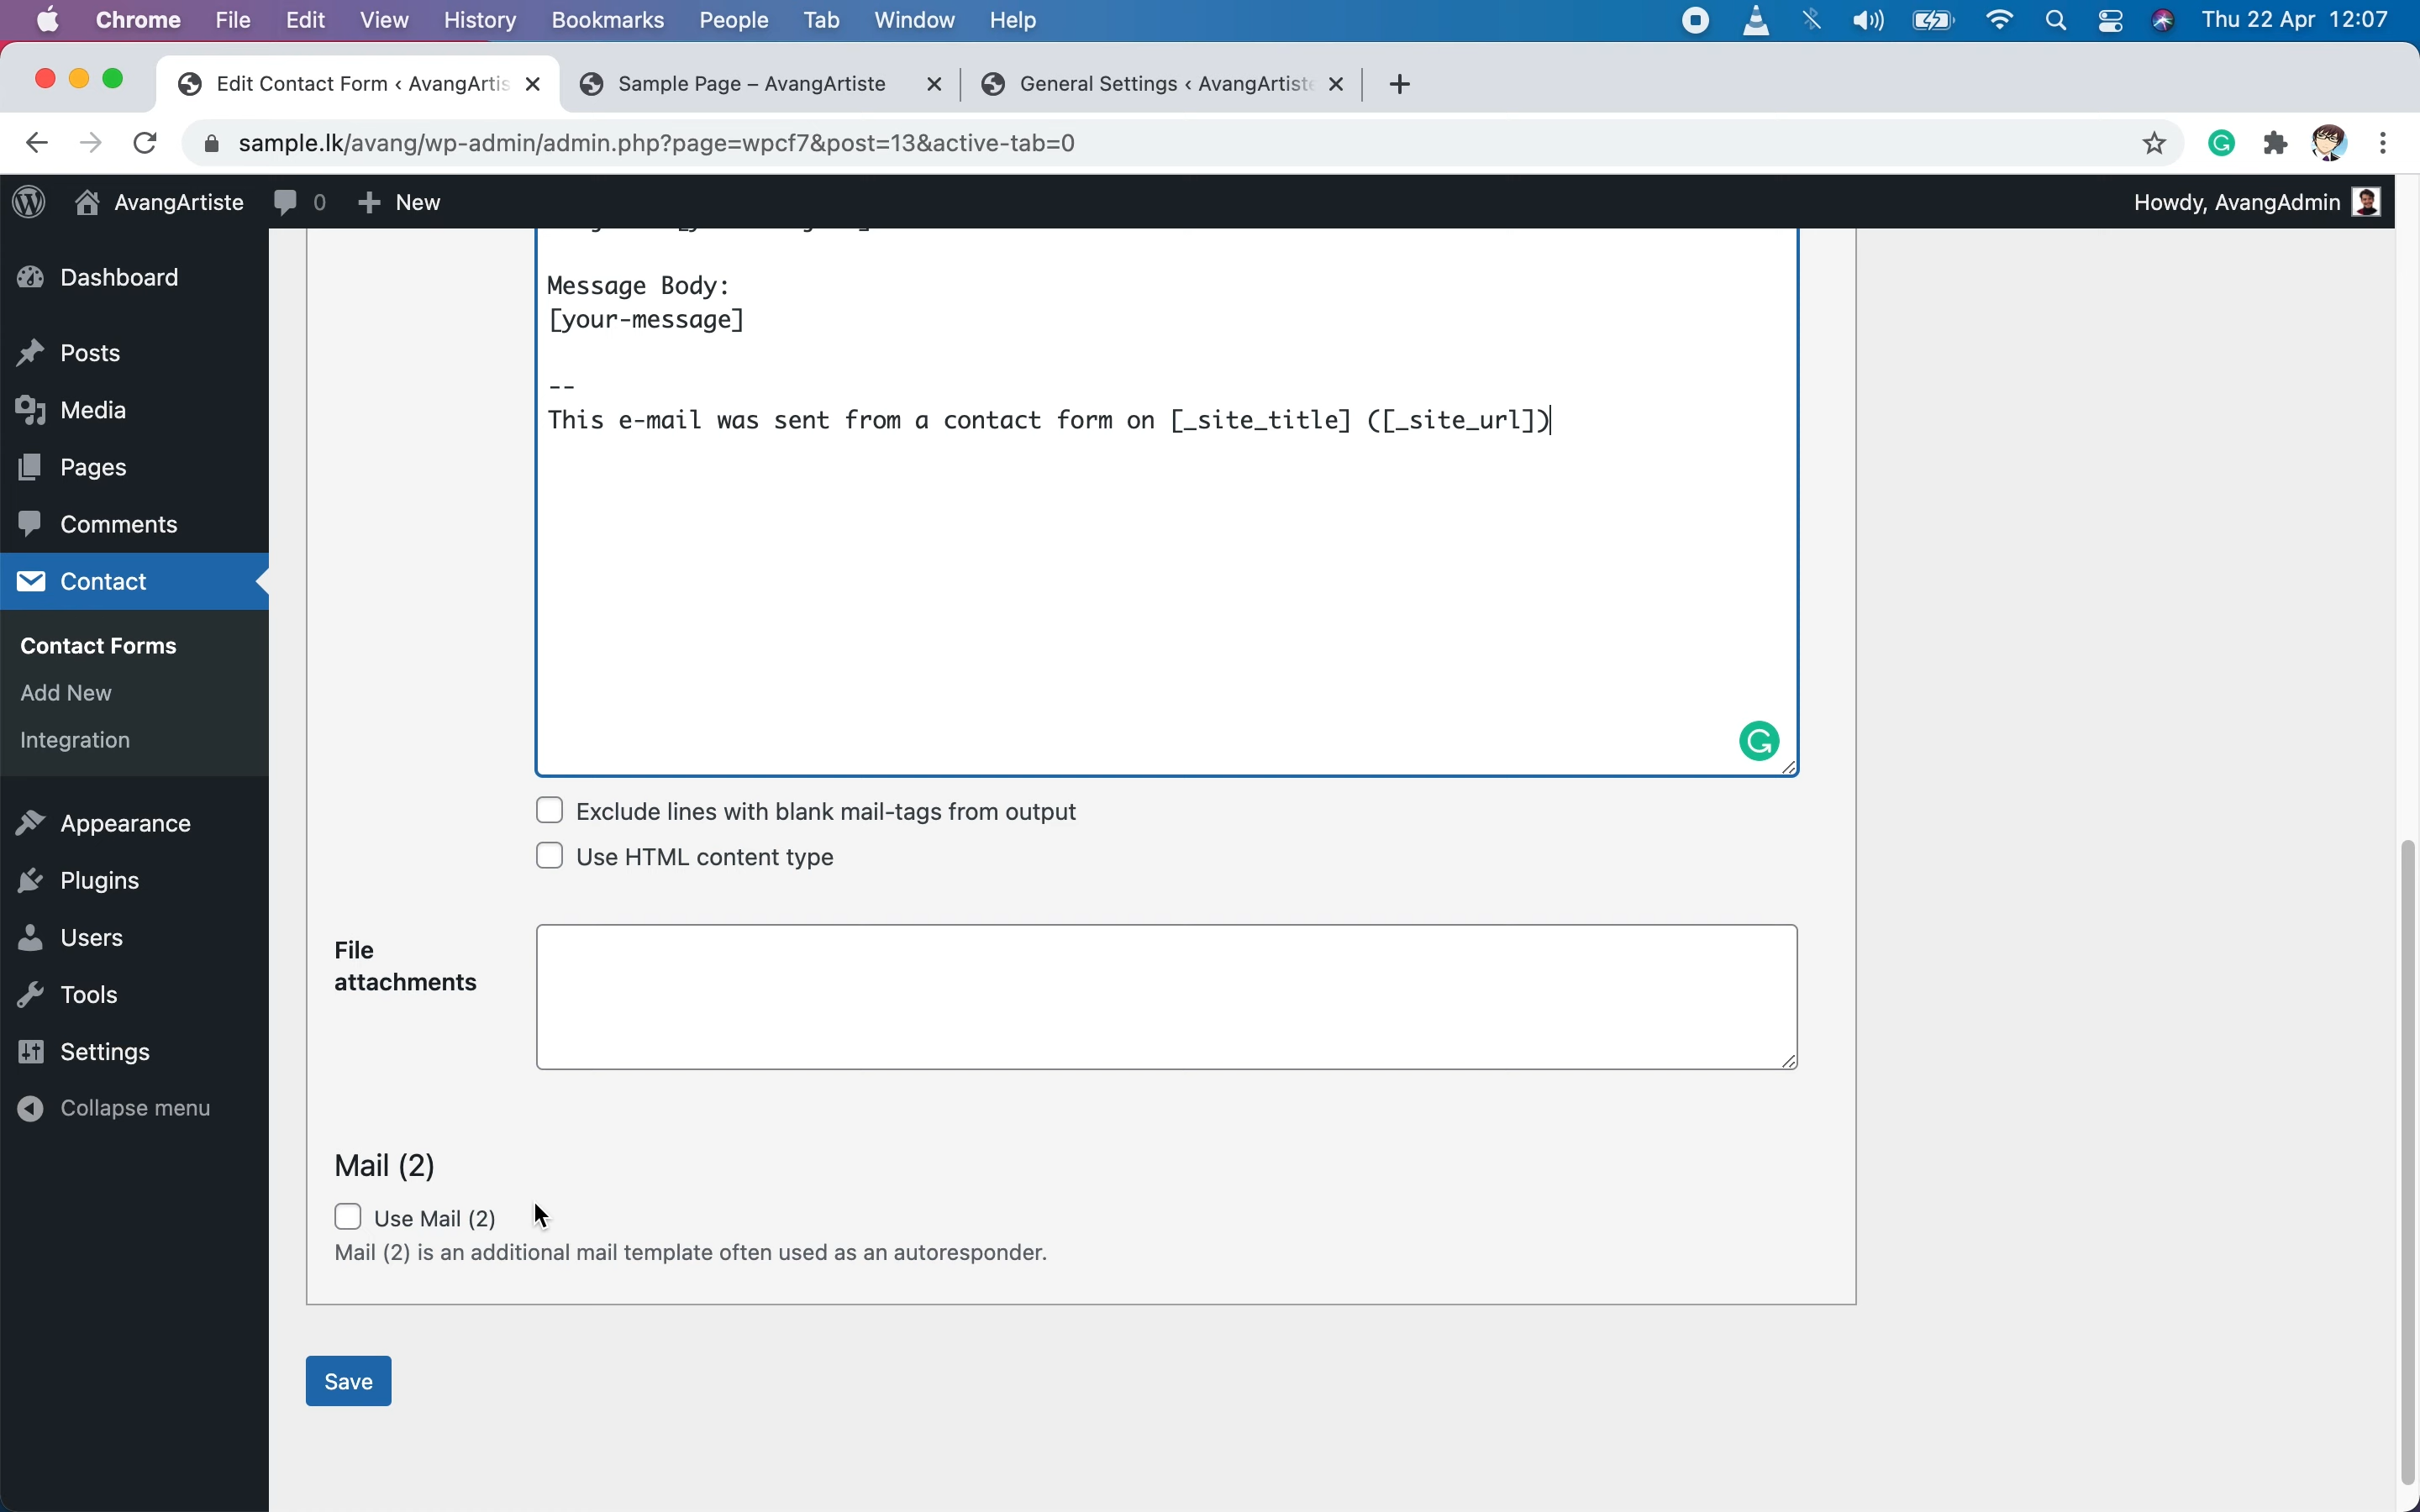 Chrome File Edit View History Bookmarks People Tab Window Help Thu 22 Apr 12:07
Edit Contact Form ‹ AvangArtis Sample Page – AvangArtiste General Settings ‹ AvangArtiste
sample.lk/avang/wp-admin/admin.php?page=wpcf7&post=13&active-tab=0
AvangArtiste 0 New Howdy, AvangAdmin
Dashboard
Posts
Media
Pages
Comments
Contact
Contact Forms
Add New
Integration
Appearance
Plugins
Users
Tools
Settings
Collapse menu
Message Body:
[your-message]
--
This e-mail was sent from a contact form on [_site_title] ([_site_url])
Exclude lines with blank mail-tags from output
Use HTML content type
File
attachments
Mail (2)
Use Mail (2)
Mail (2) is an additional mail template often used as an autoresponder.
Save